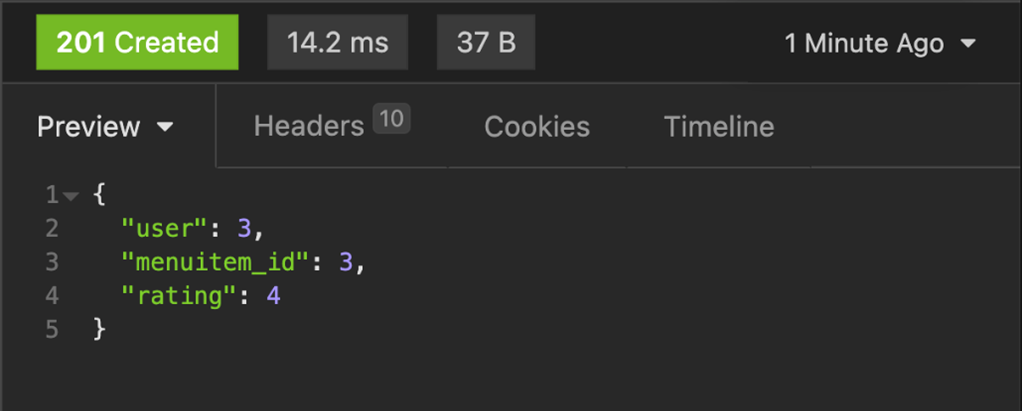 201 Created 14.2 ms 37 B 1 Minute Ago
Preview Headers 10 Cookies Timeline
1 {
2 "user": 3,
3 "menuitem_id": 3,
4 "rating": 4
5 }